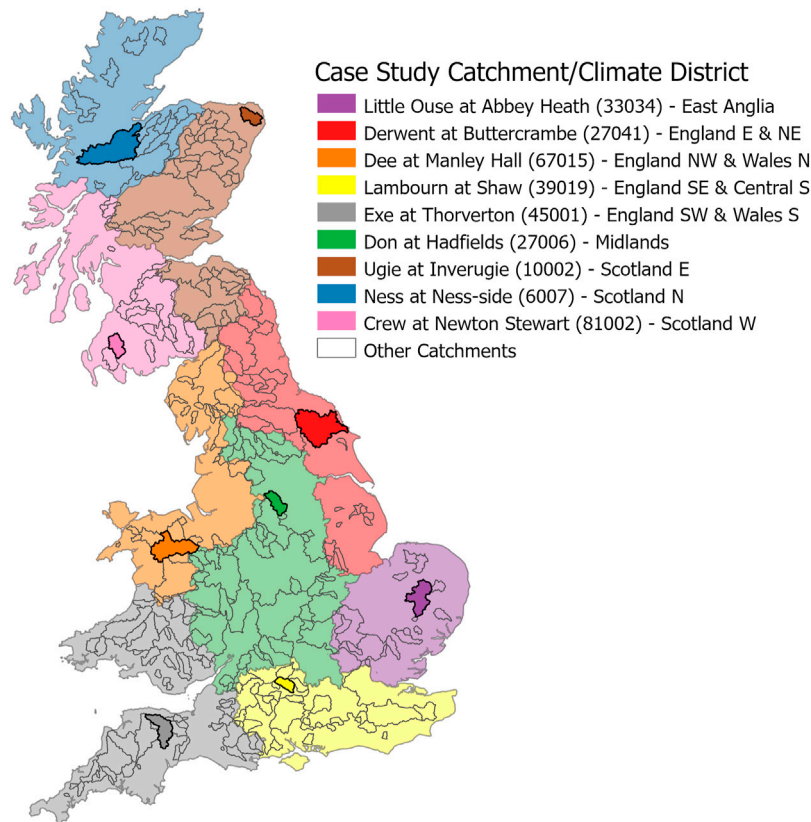 Case Study Catchment/Climate District
Little Ouse at Abbey Heath (33034) - East Anglia
Derwent at Buttercrambe (27041) - England E & NE
Dee at Manley Hall (67015) - England NW & Wales N
Lambourn at Shaw (39019) - England SE & Central S
Exe at Thorverton (45001) - England SW & Wales S
Don at Hadfields (27006) - Midlands
Ugie at Inverugie (10002) - Scotland E
Ness at Ness-side (6007) - Scotland N
Crew at Newton Stewart (81002) - Scotland W
Other Catchments